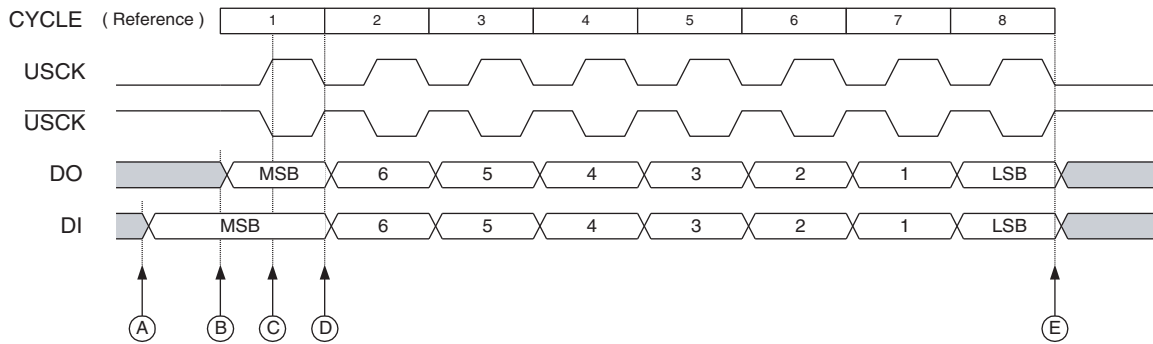 CYCLE ( Reference ) 1 2 3 4 5 6 7 8
USCK
USCK
DO MSB 6 5 4 3 2 1 LSB
DI MSB 6 5 4 3 2 1 LSB
A B C D E